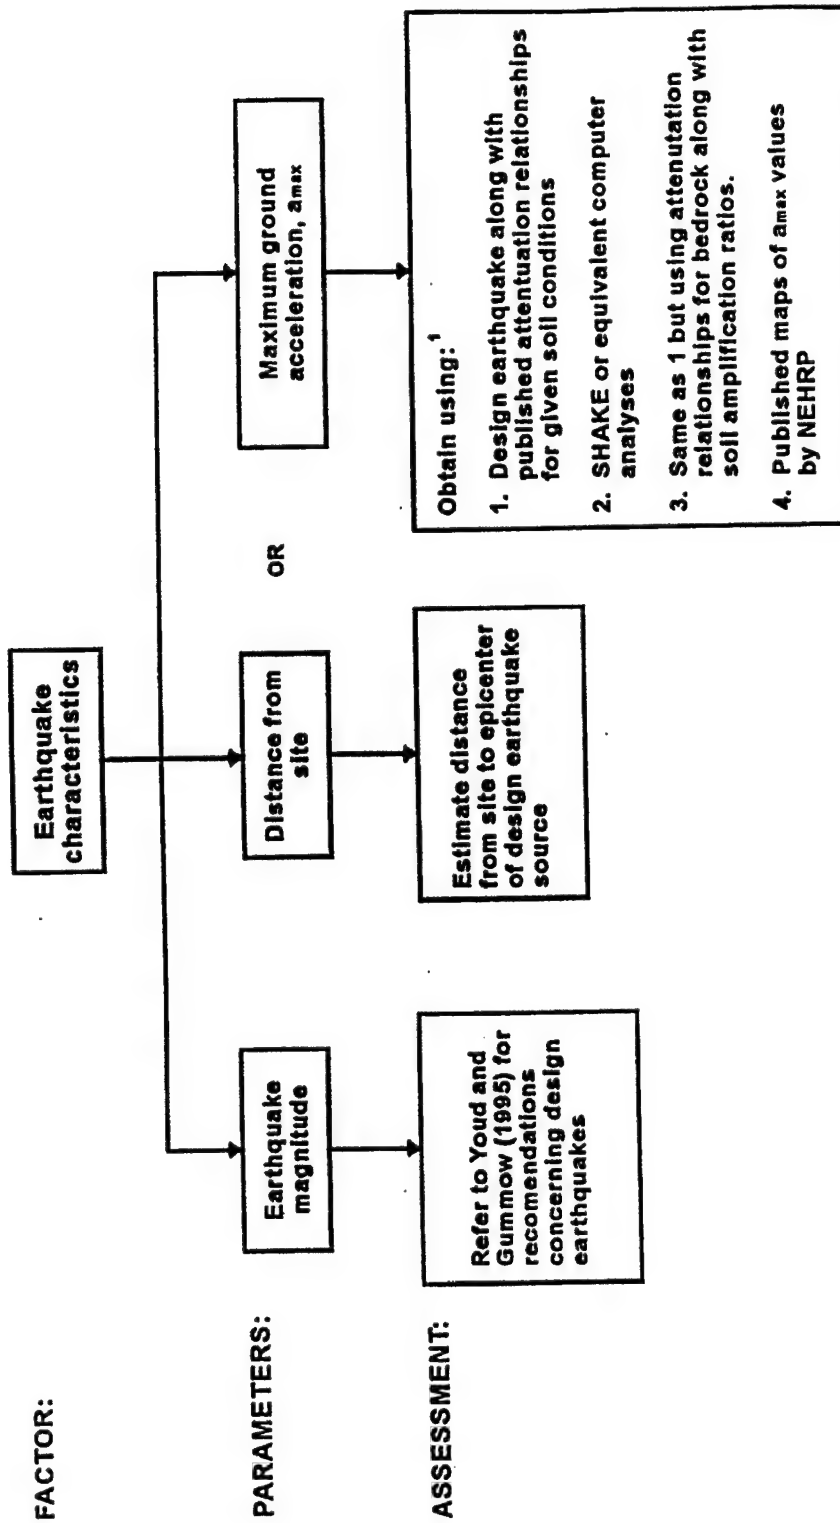 FACTOR:
Earthquake
characteristics
PARAMETERS:
Earthquake
magnitude
Distance from
site
OR
Maximum ground
acceleration, amax
ASSESSMENT:
Refer to Youd and
Gummow (1995) for
recomendations
concerning design
earthquakes
Estimate distance
from site to epicenter
of design earthquake
source
Obtain using:1
1. Design earthquake along with
published attentuation relationships
for given soil conditions
2. SHAKE or equivalent computer
analyses
3. Same as 1 but using attenutation
relationships for bedrock along with
soil amplification ratios.
4. Published maps of amax values
by NEHRP